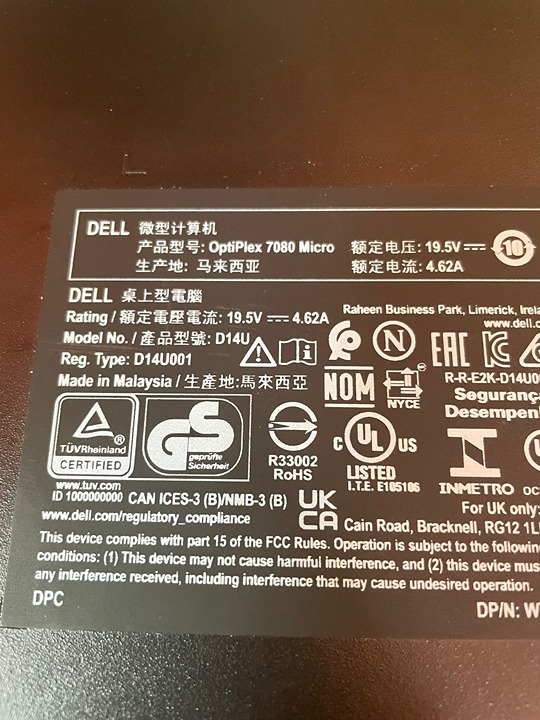 DELL 微型计算机
产品型号: OptiPlex 7080 Micro 额定电压: 19.5V
生产地: 马来西亚 额定电流: 4.62A
10
DELL 桌上型電腦
Rating / 額定電壓電流: 19.5V 4.62A
Model No. / 產品型號: D14U
Reg. Type: D14U001
Made in Malaysia / 生產地: 馬來西亞
Raheen Business Park, Limerick,
www.dell.
N
EAC
NOM
NYCE
Desempen
TÜVRheinland
CERTIFIED
www.tuv.com
ID 1000000000
GS
geprüfte
Sicherheit
R33002
RoHS
c UL us
LISTED
I.T.E. E105106
INMETRO
CAN ICES-3 (B)/NMB-3 (B)
www.dell.com/regulatory_compliance
UK
CA
For UK only:
Cain Road, Bracknell, RG12
This device complies with part 15 of the FCC Rules. Operation is subject to the following
conditions: (1) This device may not cause harmful interference, and (2) this device must
any interference received, including interference that may cause undesired operation.
DPC
DP/N: W